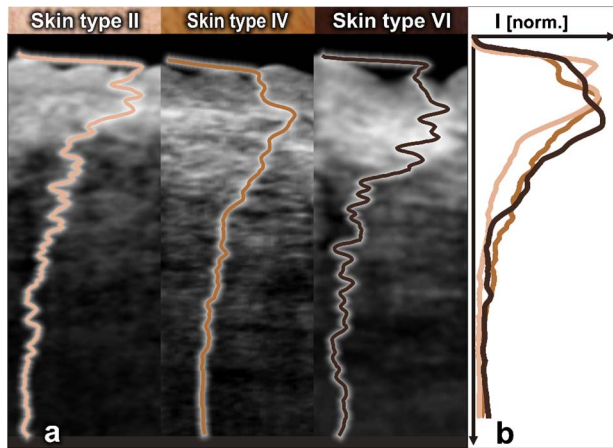 Skin type II
Skin type IV
Skin type VI
I [norm.]
a
b